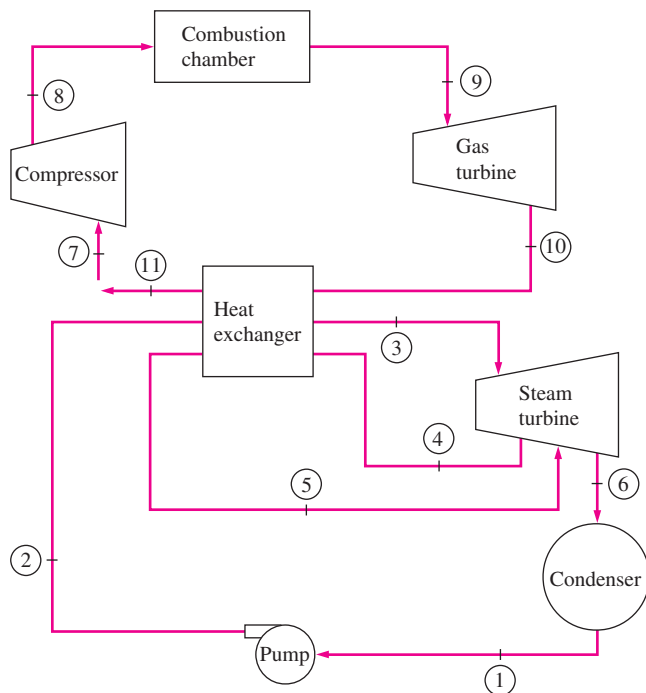 Combustion
chamber
8
9
Compressor
Gas
turbine
7
11
10
Heat
exchanger
3
Steam
turbine
4
5
6
2
Condenser
Pump
1